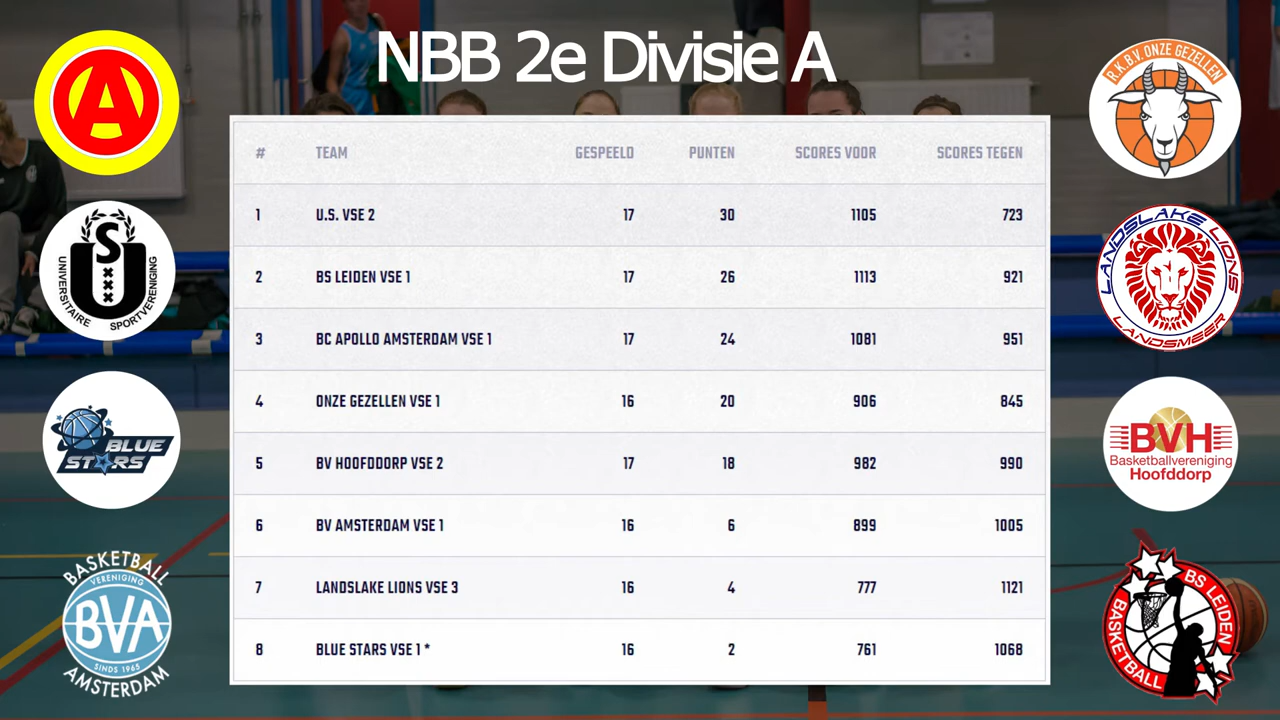 NBB 2e Divisie A
# TEAM GESPEELD PUNTEN SCORES VOOR SCORES TEGEN
1 U.S. VSE 2 17 30 1105 723
2 BS LEIDEN VSE 1 17 26 1113 921
3 BC APOLLO AMSTERDAM VSE 1 17 24 1081 951
4 ONZE GEZELLEN VSE 1 16 20 906 845
5 BV HOOFDDORP VSE 2 17 18 982 990
6 BV AMSTERDAM VSE 1 16 6 899 1005
7 LANDSLAKE LIONS VSE 3 16 4 777 1121
8 BLUE STARS VSE 1 * 16 2 761 1068
A
US
XXX
UNIVERSITAIRE SPORTVERENIGING
BLUE
STARS
BASKETBALL
VERENIGING
BVA
SINDS 1965
AMSTERDAM
R.K.B.V. ONZE GEZELLEN
LANDSLAKE LIONS
LANDSMEER
BVH
Basketballvereniging
Hoofddorp
BS LEIDEN
BASKETBALL